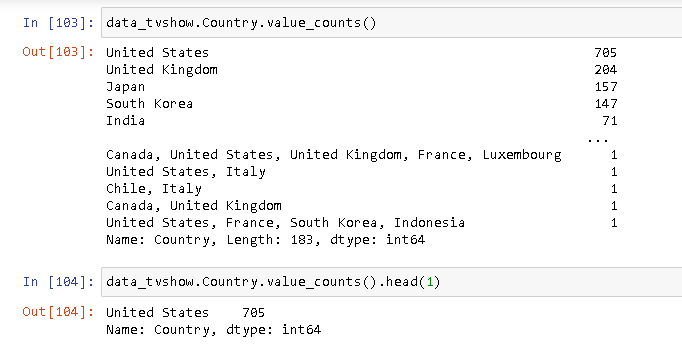 In [103]: data_tvshow.Country.value_counts()
Out[103]: United States 705
United Kingdom 204
Japan 157
South Korea 147
India 71
...
Canada, United States, United Kingdom, France, Luxembourg 1
United States, Italy 1
Chile, Italy 1
Canada, United Kingdom 1
United States, France, South Korea, Indonesia 1
Name: Country, Length: 183, dtype: int64
In [104]: data_tvshow.Country.value_counts().head(1)
Out[104]: United States 705
Name: Country, dtype: int64